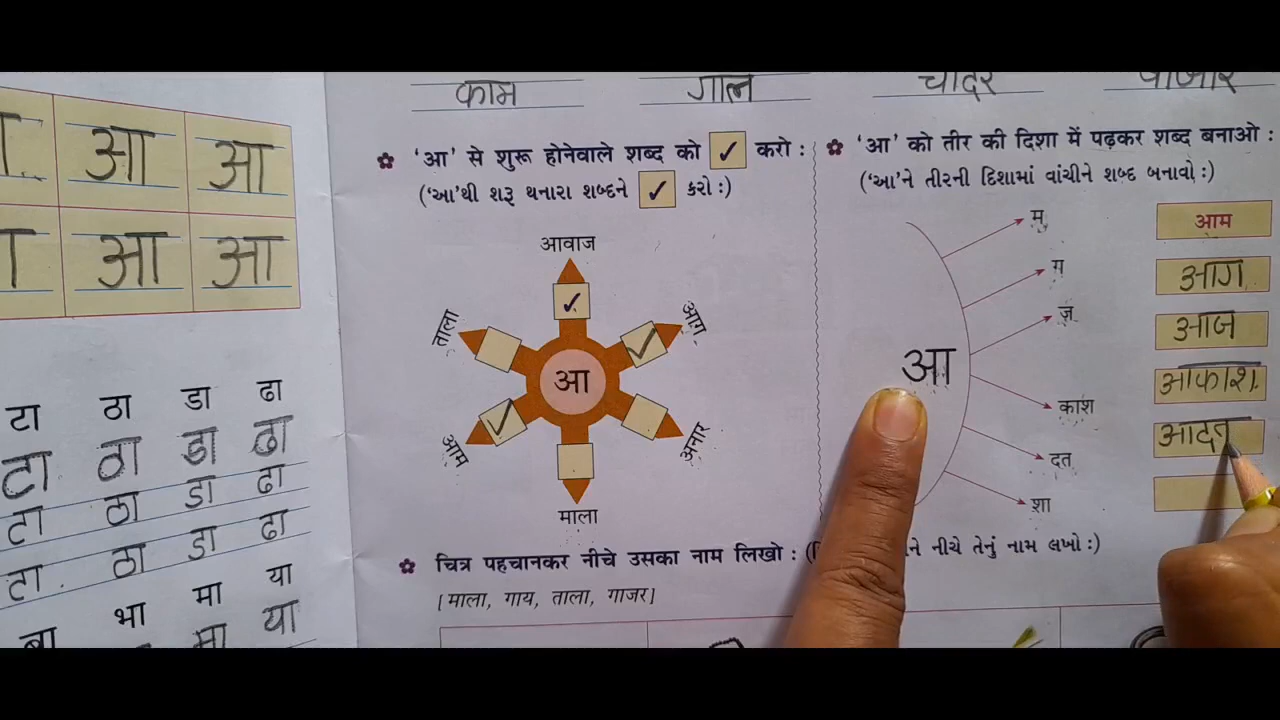 काम गाल चादर बाजार
आ आ
आ आ
टा ठा डा ढा
टा ठा डा ढा
टा ठा डा ढा
टा ठा डा ढा
बा भा मा या
मा या
'आ' से शुरू होनेवाले शब्द को ✓ करो :
('આ'થી શરૂ થનારા શબ્દને ✓ કરો :)
आवाज
ताला
आग
आ
आम
अनार
माला
'आ' को तीर की दिशा में पढ़कर शब्द बनाओ :
('આ'ને તીરની દિશામાં વાંચીને શબ્દ બનાવો :)
म आम
ग आग
ज़ आज
आ
काश आकाश
दत आदत
शा
चित्र पहचानकर नीचे उसका नाम लिखो :
ને નીચે તેનું નામ લખો :)
[माला, गाय, ताला, गाजर]